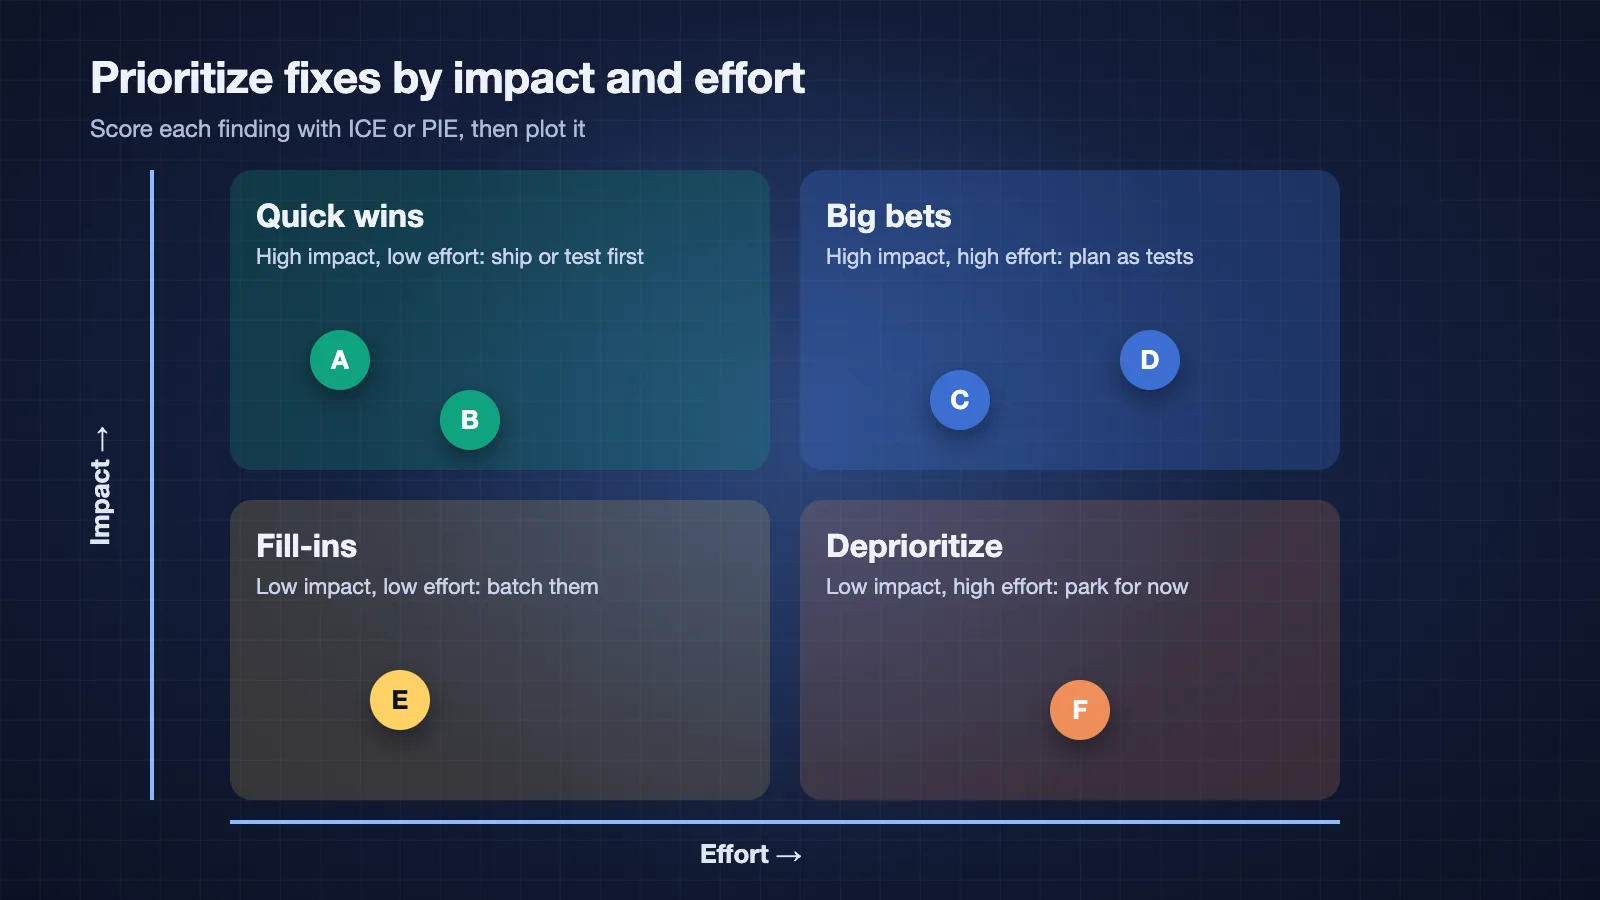 Prioritize fixes by impact and effort
Score each finding with ICE or PIE, then plot it
Quick wins
High impact, low effort: ship or test first
A
B
Big bets
High impact, high effort: plan as tests
C
D
Impact →
Fill-ins
Low impact, low effort: batch them
E
Deprioritize
Low impact, high effort: park for now
F
Effort →